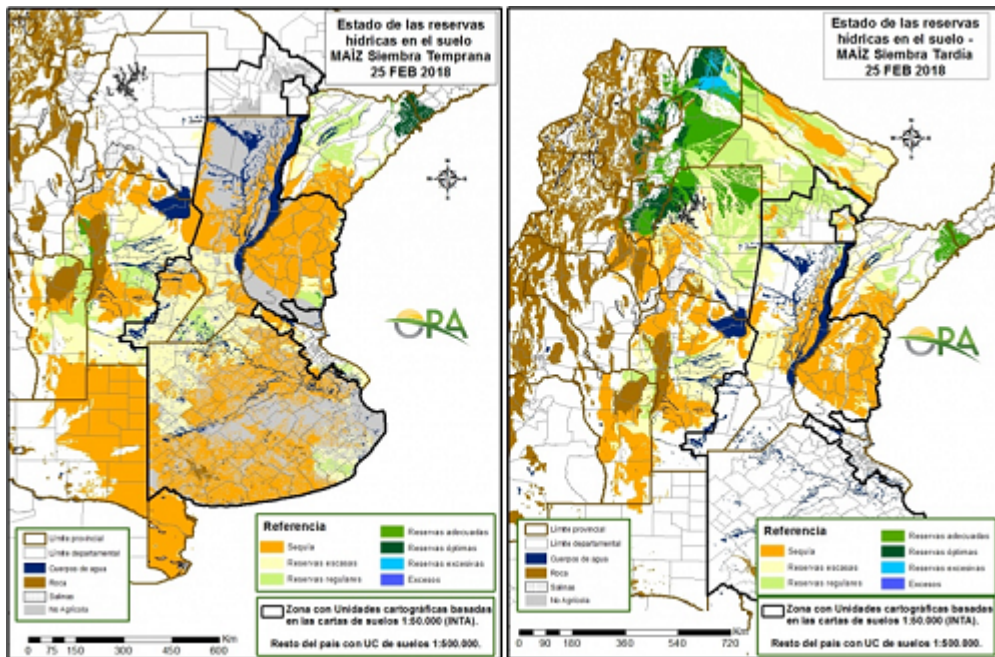 Estado de las reservas
hídricas en el suelo
MAÍZ Siembra Temprana
25 FEB 2018
ORA
Límite provincial
Límite departamental
Cuerpos de agua
Roca
Salinas
No Agrícola
Referencia
Sequía
Reservas escasas
Reservas regulares
Reservas adecuadas
Reservas óptimas
Reservas excesivas
Excesos
Zona con Unidades cartográficas basadas
en las cartas de suelos 1:50.000 (INTA).
Resto del país con UC de suelos 1:500.000.
0 75 150 300 450 600 Km
Estado de las reservas
hídricas en el suelo -
MAÍZ Siembra Tardía
25 FEB 2018
ORA
Límite provincial
Límite departamental
Cuerpos de agua
Roca
Salinas
No Agrícola
Referencia
Sequía
Reservas escasas
Reservas regulares
Reservas adecuadas
Reservas óptimas
Reservas excesivas
Excesos
Zona con Unidades cartográficas basadas
en las cartas de suelos 1:50.000 (INTA).
Resto del país con UC de suelos 1:500.000.
0 90 180 360 540 720 Km